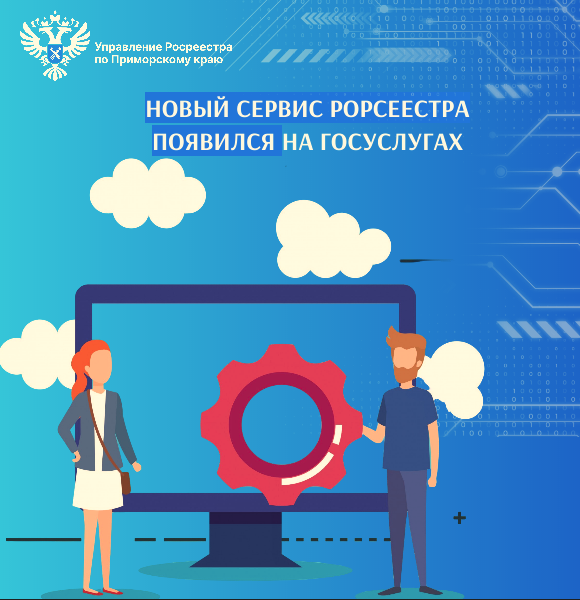 Управление Росреестра
по Приморскому краю
НОВЫЙ СЕРВИС РОРСЕЕСТРА
ПОЯВИЛСЯ НА ГОСУСЛУГАХ